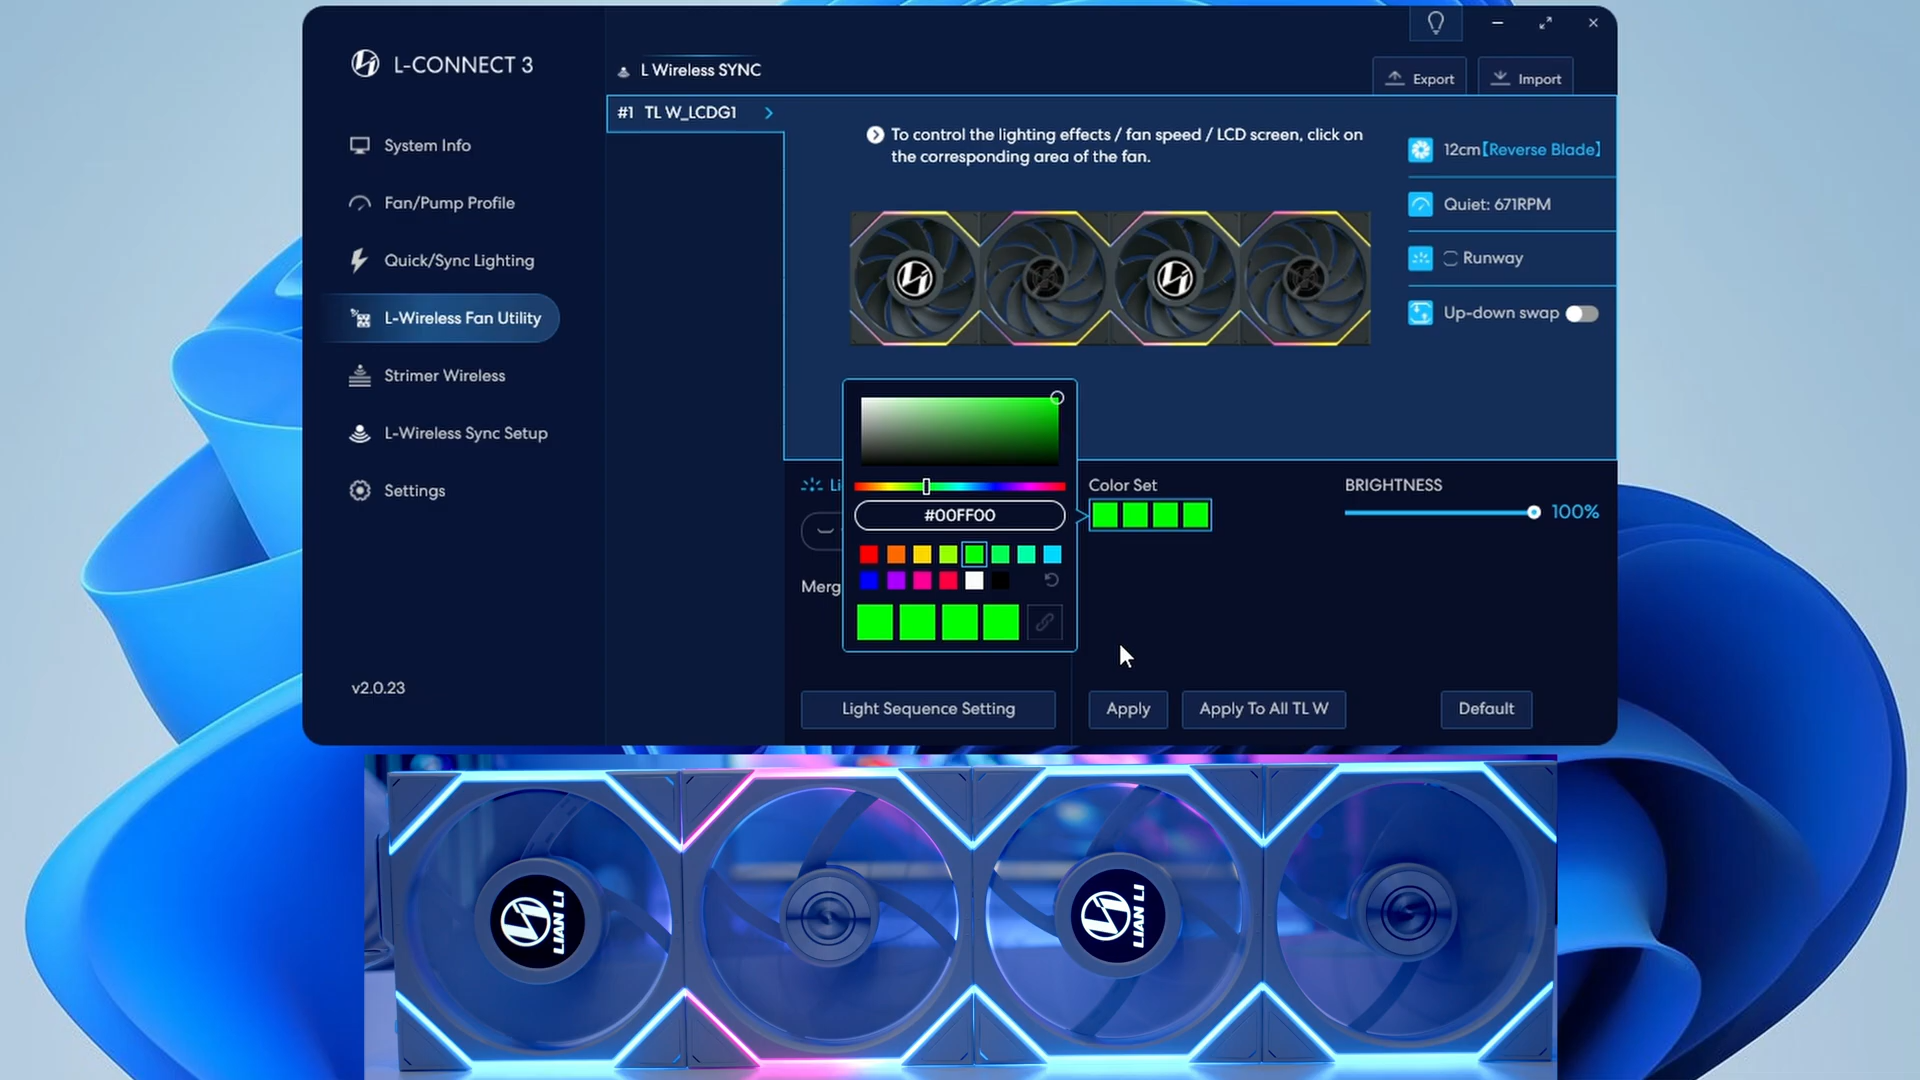 L-CONNECT 3
System Info
Fan/Pump Profile
Quick/Sync Lighting
L-Wireless Fan Utility
Strimer Wireless
L-Wireless Sync Setup
Settings
v2.0.23
L Wireless SYNC
Export
Import
#1 TL W_LCDG1
To control the lighting effects / fan speed / LCD screen, click on
the corresponding area of the fan.
12cm【Reverse Blade】
Quiet: 671RPM
Runway
Up-down swap
Li
Merg
#00FF00
Color Set
BRIGHTNESS
100%
Light Sequence Setting
Apply
Apply To All TL W
Default
LIAN LI
LIAN LI